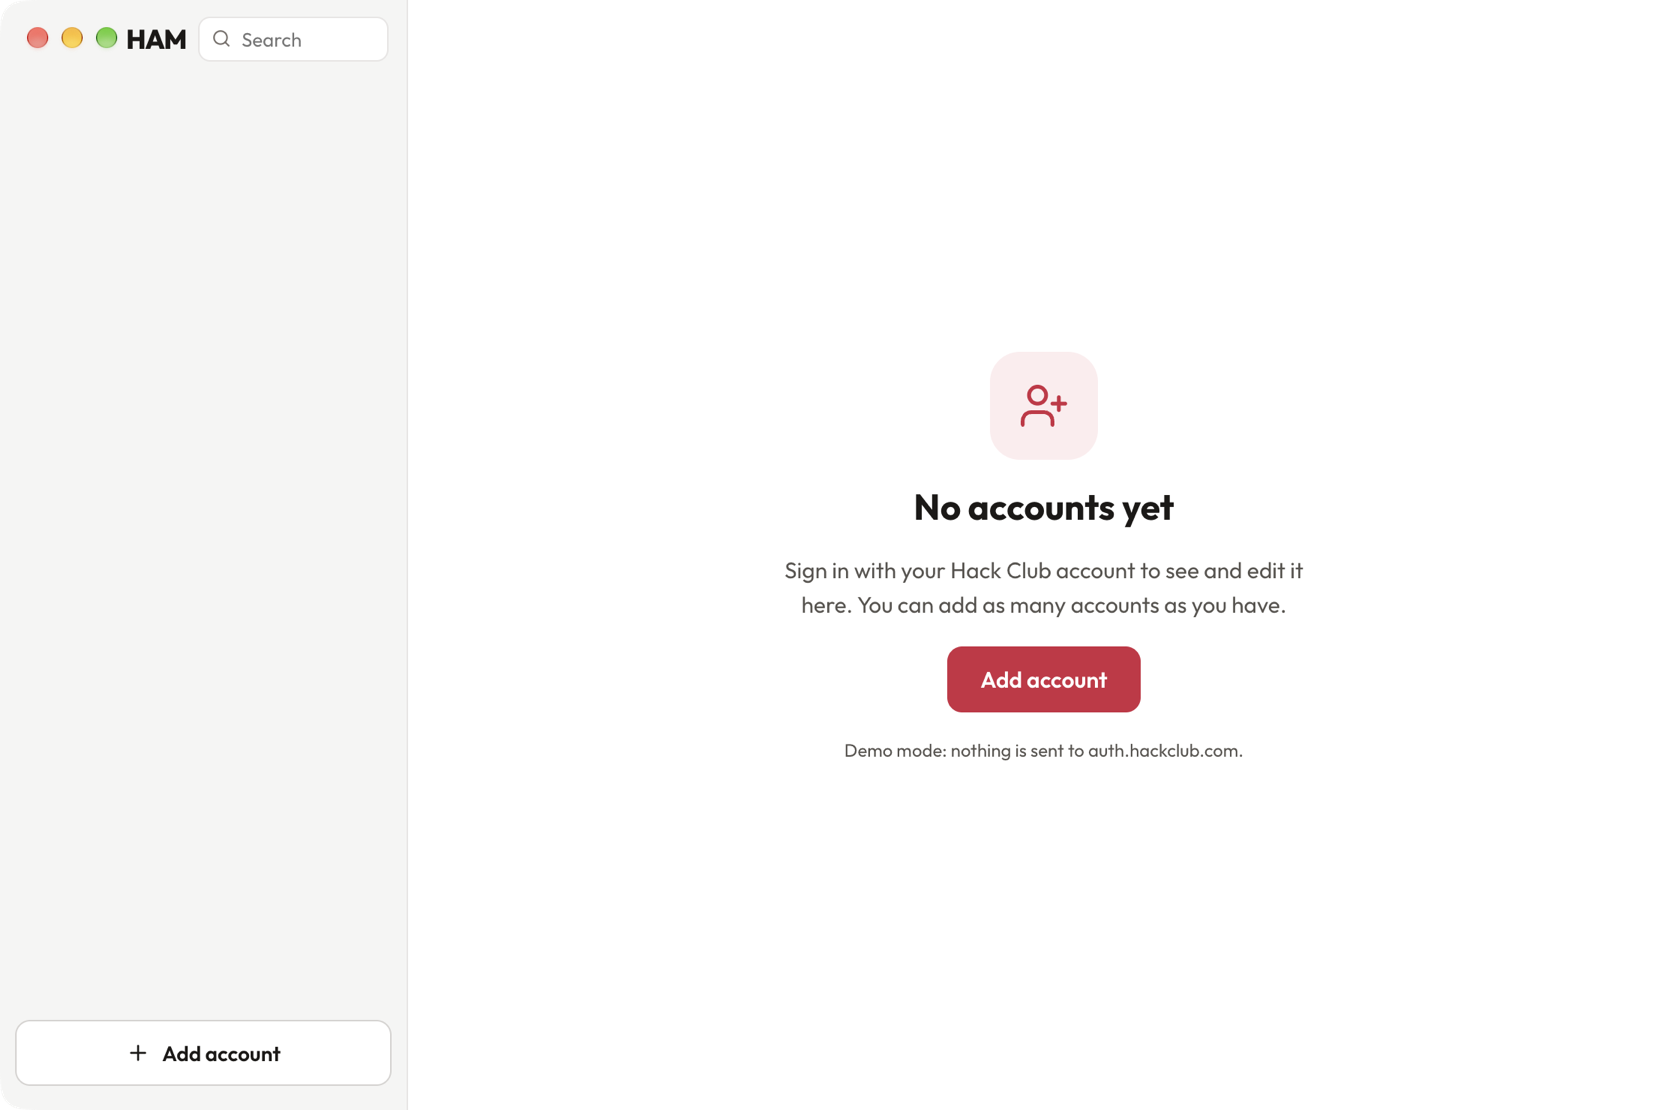 HAM
Search
No accounts yet
Sign in with your Hack Club account to see and edit it
here. You can add as many accounts as you have.
Add account
Demo mode: nothing is sent to auth.hackclub.com.
Add account